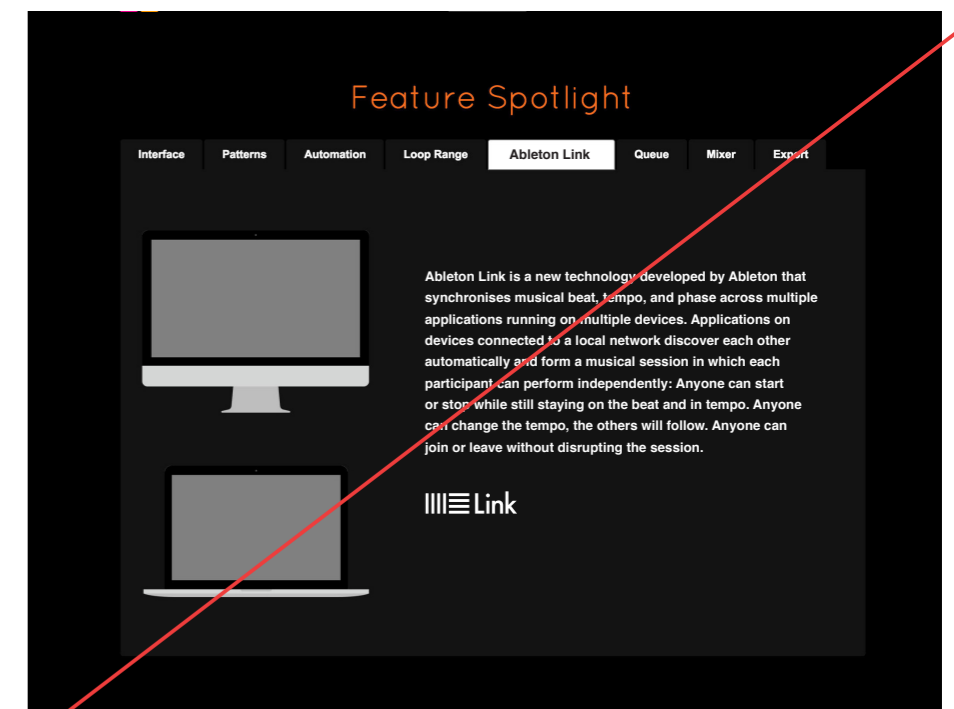 Feature Spotlight
Interface Patterns Automation Loop Range Ableton Link Queue Mixer Export
Ableton Link is a new technology developed by Ableton that
synchronises musical beat, tempo, and phase across multiple
applications running on multiple devices. Applications on
devices connected to a local network discover each other
automatically and form a musical session in which each
participant can perform independently: Anyone can start
or stop while still staying on the beat and in tempo. Anyone
can change the tempo, the others will follow. Anyone can
join or leave without disrupting the session.
Link